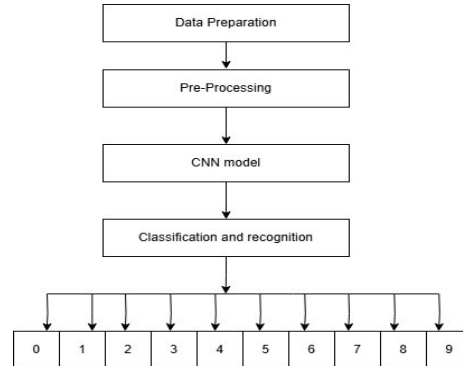 Data Preparation
Pre-Processing
CNN model
Classification and recognition
0 1 2 3 4 5 6 7 8 9